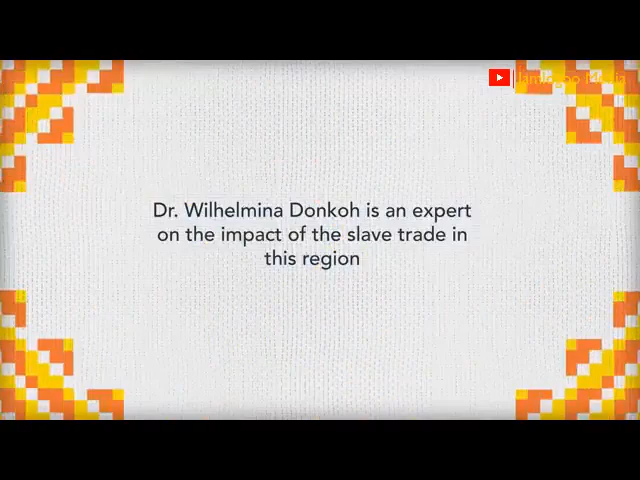 Dr. Wilhelmina Donkoh is an expert
on the impact of the slave trade in
this region